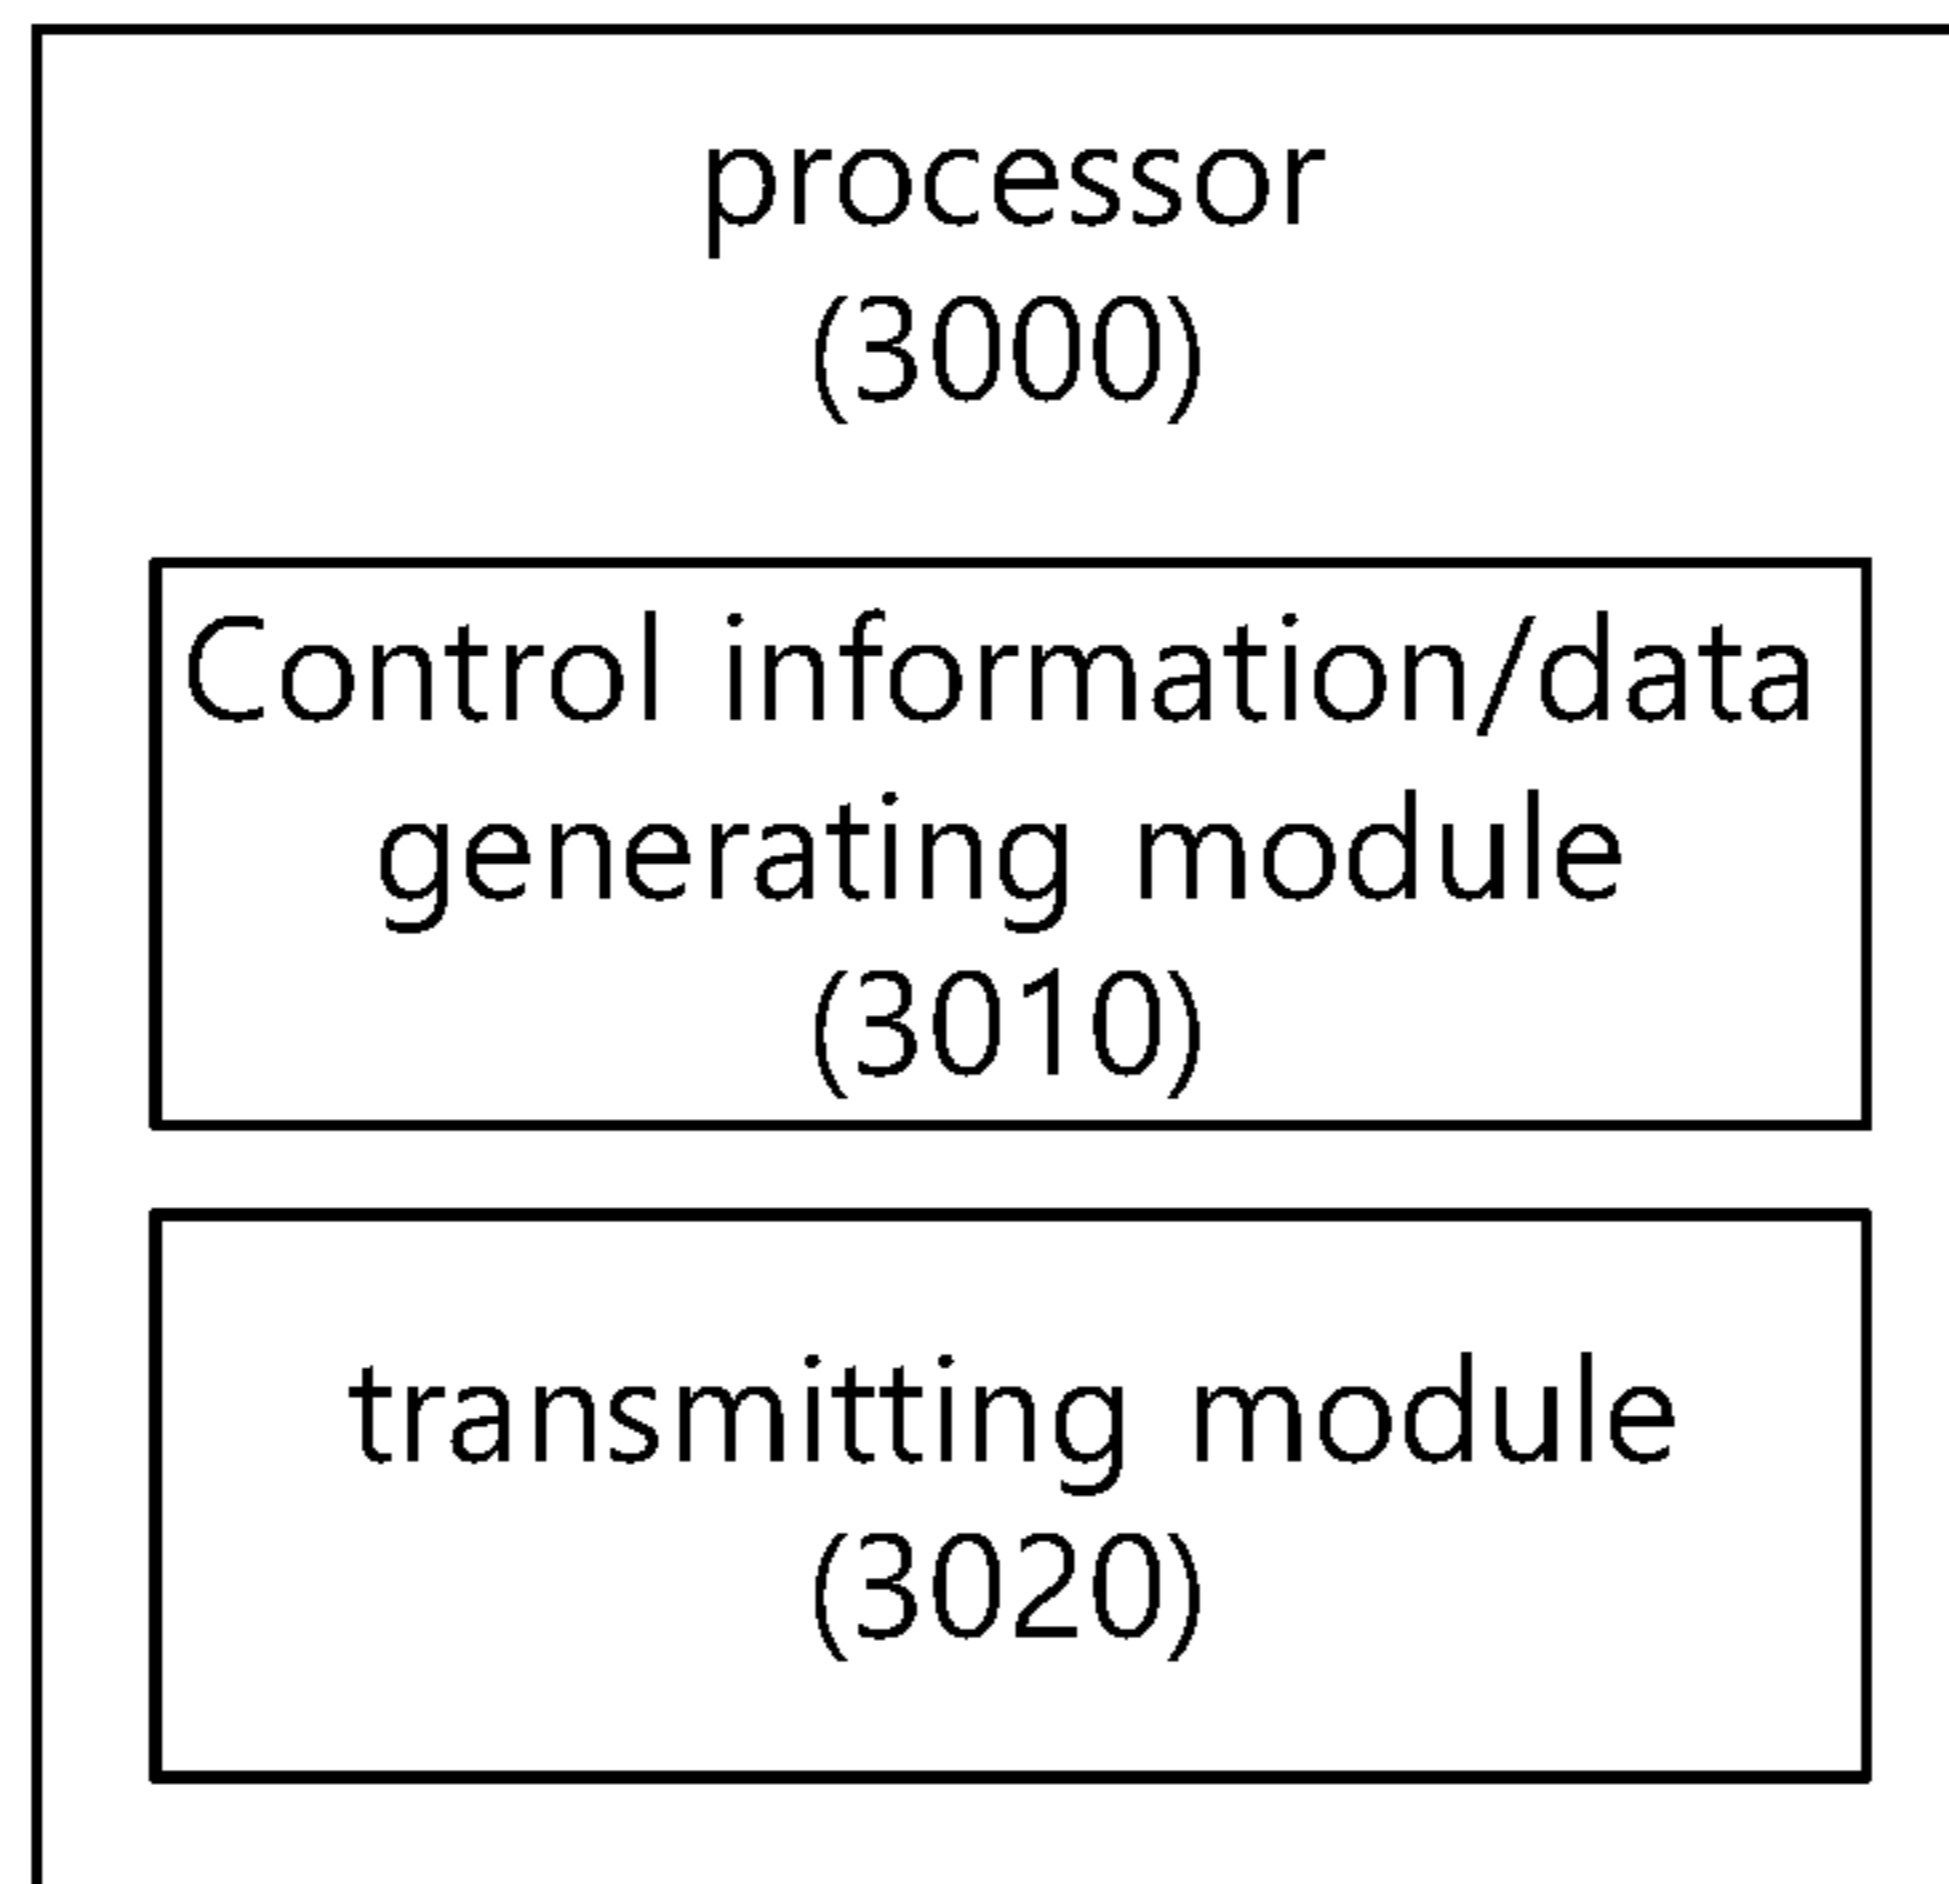 processor
(3000)
Control information/data
generating module
(3010)
transmitting module
(3020)